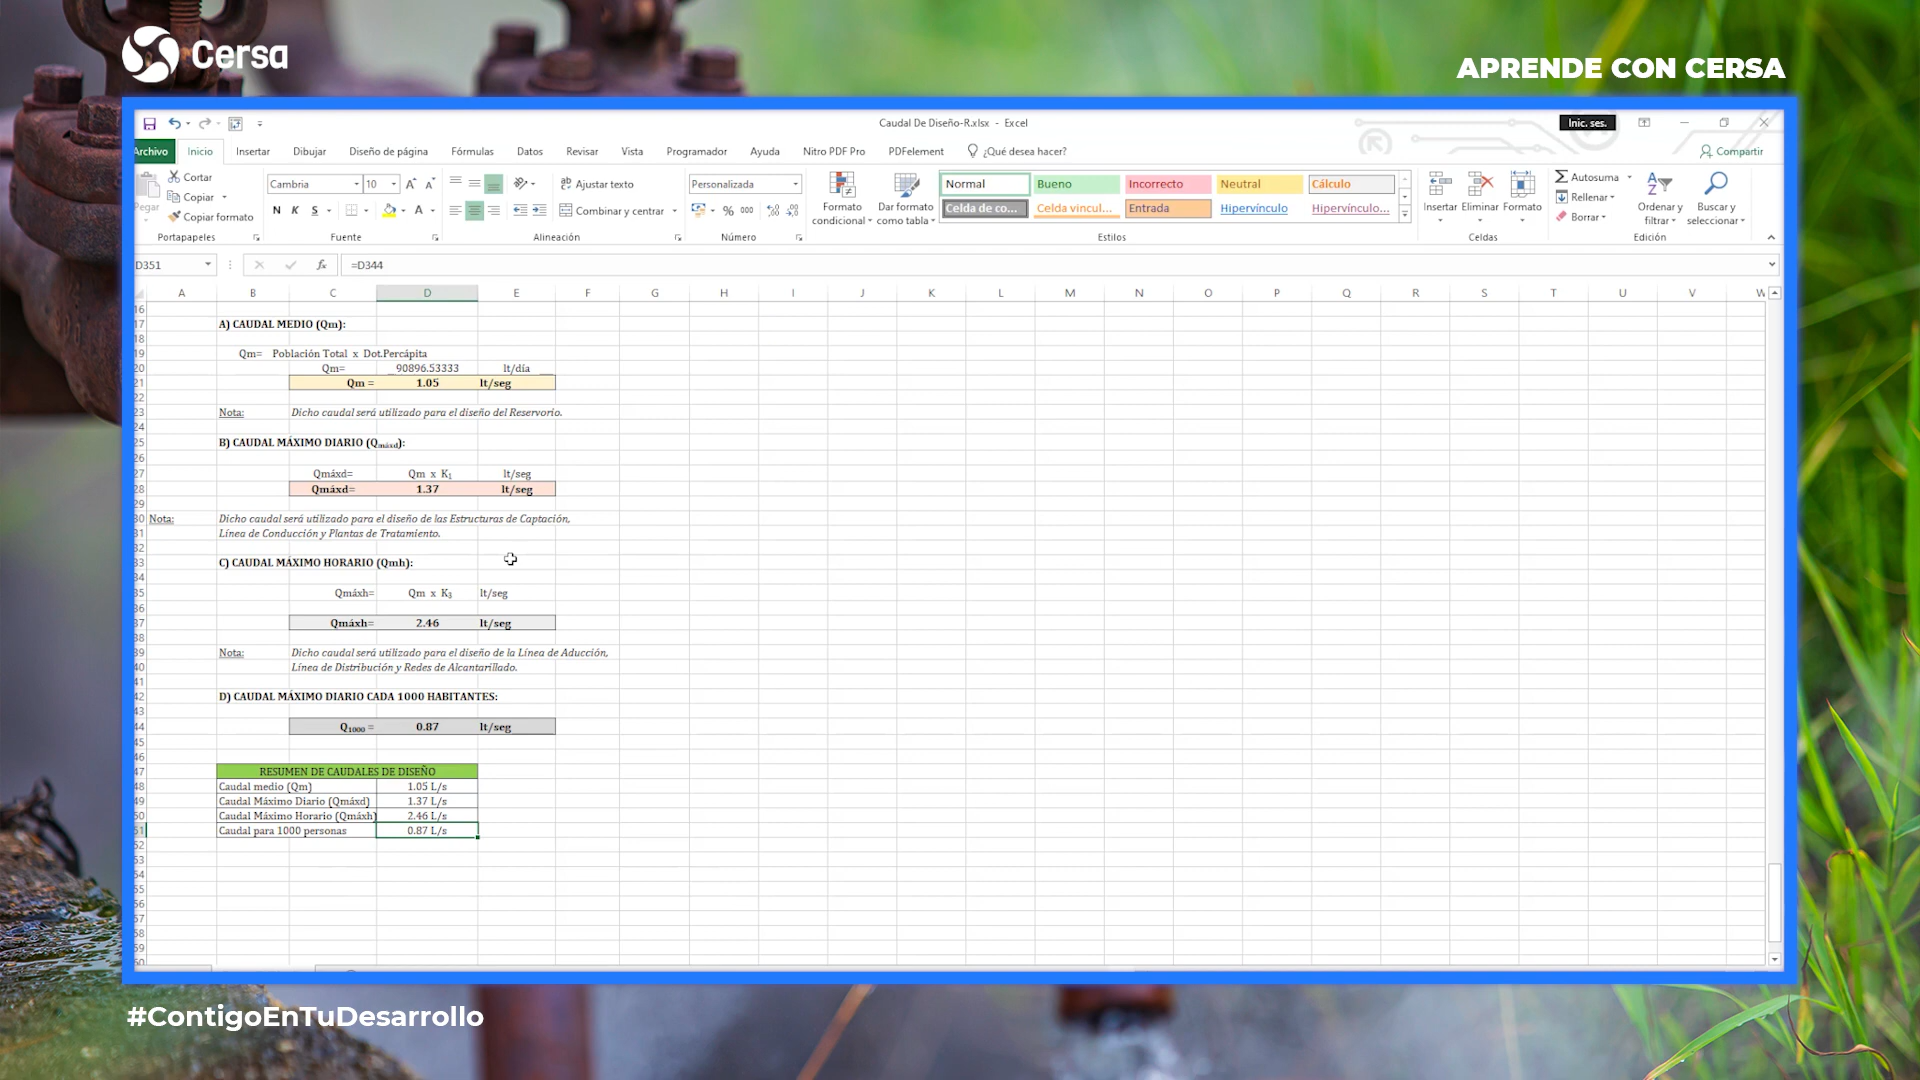 Cersa
APRENDE CON CERSA
Caudal De Diseño-R.xlsx - Excel
Inic. ses.
Archivo Inicio Insertar Dibujar Diseño de página Fórmulas Datos Revisar Vista Programador Ayuda Nitro PDF Pro PDFelement ¿Qué desea hacer? Compartir
Pegar Cortar
Copiar
Copiar formato
Portapapeles
Cambria 10
N K S
Fuente
Ajustar texto
Combinar y centrar
Alineación
Personalizada
% 000
Número
Formato condicional
Dar formato como tabla
Normal Bueno Incorrecto Neutral Cálculo
Celda de co... Celda vincul... Entrada Hipervínculo Hipervínculo...
Estilos
Insertar Eliminar Formato
Celdas
Autosuma
Rellenar
Borrar
Ordenar y filtrar
Buscar y seleccionar
Edición
D351 fx =D344
A B C D E F G H I J K L M N O P Q R S T U V W
A) CAUDAL MEDIO (Qm):
Qm= Población Total x Dot.Percápita
Qm= 90896.53333 lt/día
Qm = 1.05 lt/seg
Nota: Dicho caudal será utilizado para el diseño del Reservorio.
B) CAUDAL MÁXIMO DIARIO (Qmáxd):
Qmáxd= Qm x K1 lt/seg
Qmáxd= 1.37 lt/seg
Nota: Dicho caudal será utilizado para el diseño de las Estructuras de Captación,
Línea de Conducción y Plantas de Tratamiento.
C) CAUDAL MÁXIMO HORARIO (Qmh):
Qmáxh= Qm x K3 lt/seg
Qmáxh= 2.46 lt/seg
Nota: Dicho caudal será utilizado para el diseño de la Línea de Aducción,
Línea de Distribución y Redes de Alcantarillado.
D) CAUDAL MÁXIMO DIARIO CADA 1000 HABITANTES:
Q1000 = 0.87 lt/seg
RESUMEN DE CAUDALES DE DISEÑO
Caudal medio (Qm) 1.05 L/s
Caudal Máximo Diario (Qmáxd) 1.37 L/s
Caudal Máximo Horario (Qmáxh) 2.46 L/s
Caudal para 1000 personas 0.87 L/s
#ContigoEnTuDesarrollo